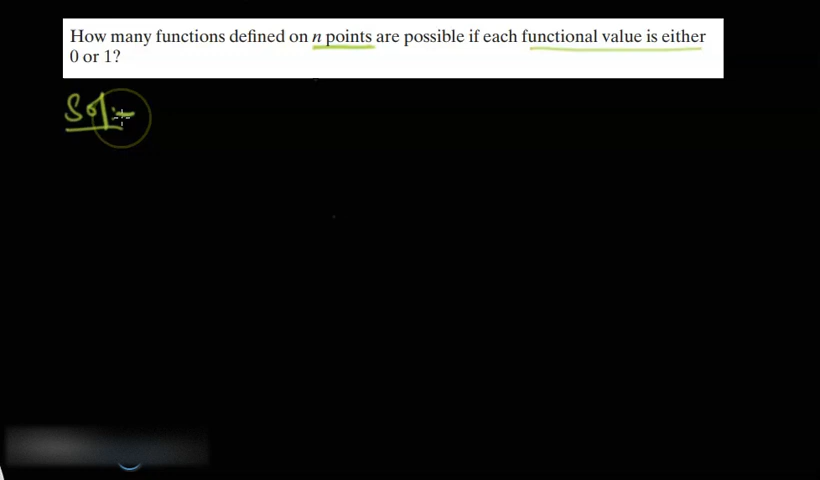 How many functions defined on n points are possible if each functional value is either
0 or 1?
Sol:-